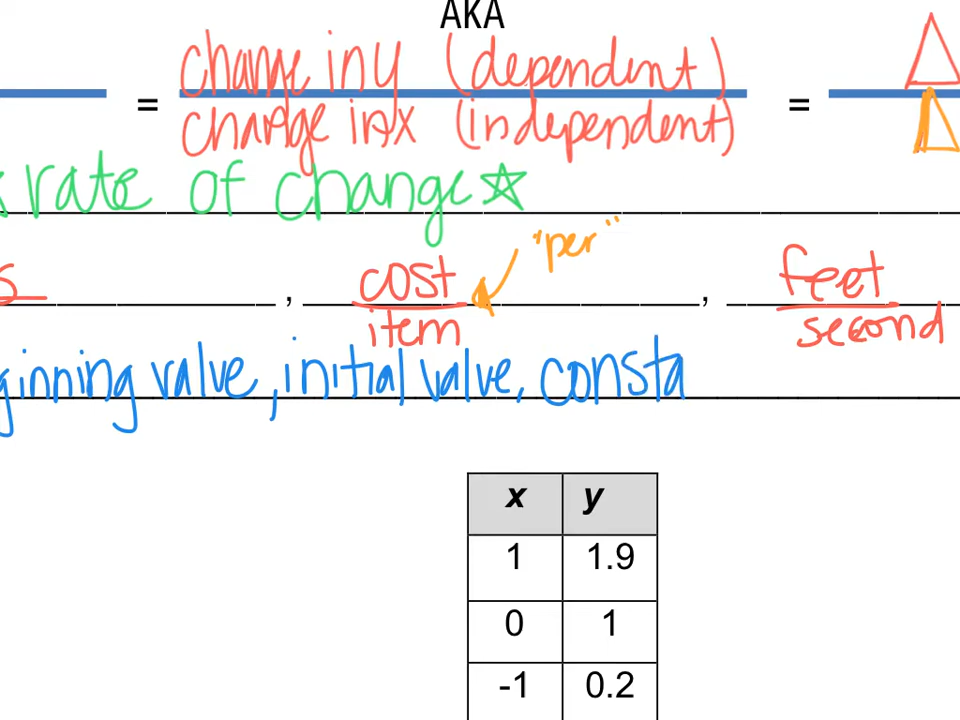 AKA
= change in y (dependent) = Δ
change in x (independent) Δ
rate of change☆
"per"
s , cost , feet
item second
ginning value, initial value, consta
x y
1 1.9
0 1
-1 0.2